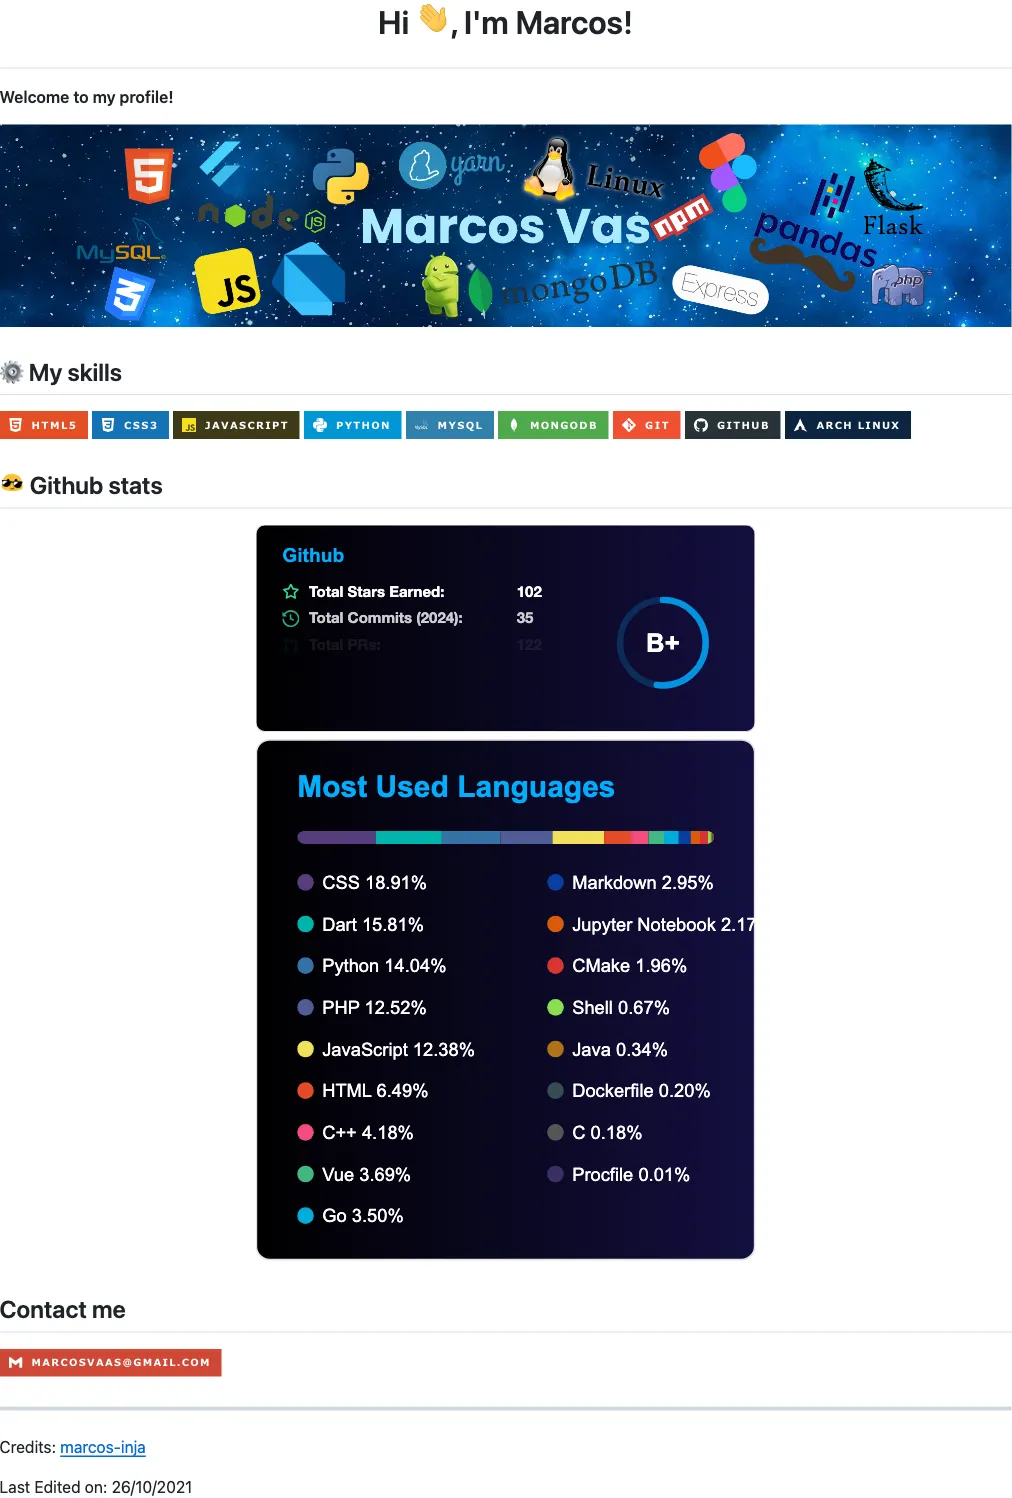 Hi 👋, I'm Marcos!
Welcome to my profile!
yarn
Linux
node
JS
npm
Marcos Vas
pandas
Flask
MySQL
JS
mongoDB
Express
php
⚙️ My skills
HTML5 CSS3 JS JAVASCRIPT PYTHON MySQL MYSQL MONGODB GIT GITHUB ARCH LINUX
😎 Github stats
Github
Total Stars Earned: 102
Total Commits (2024): 35
Total PRs: 122
B+
Most Used Languages
CSS 18.91%
Dart 15.81%
Python 14.04%
PHP 12.52%
JavaScript 12.38%
HTML 6.49%
C++ 4.18%
Vue 3.69%
Go 3.50%
Markdown 2.95%
Jupyter Notebook 2.17
CMake 1.96%
Shell 0.67%
Java 0.34%
Dockerfile 0.20%
C 0.18%
Procfile 0.01%
Contact me
MARCOSVAAS@GMAIL.COM
Credits: marcos-inja
Last Edited on: 26/10/2021